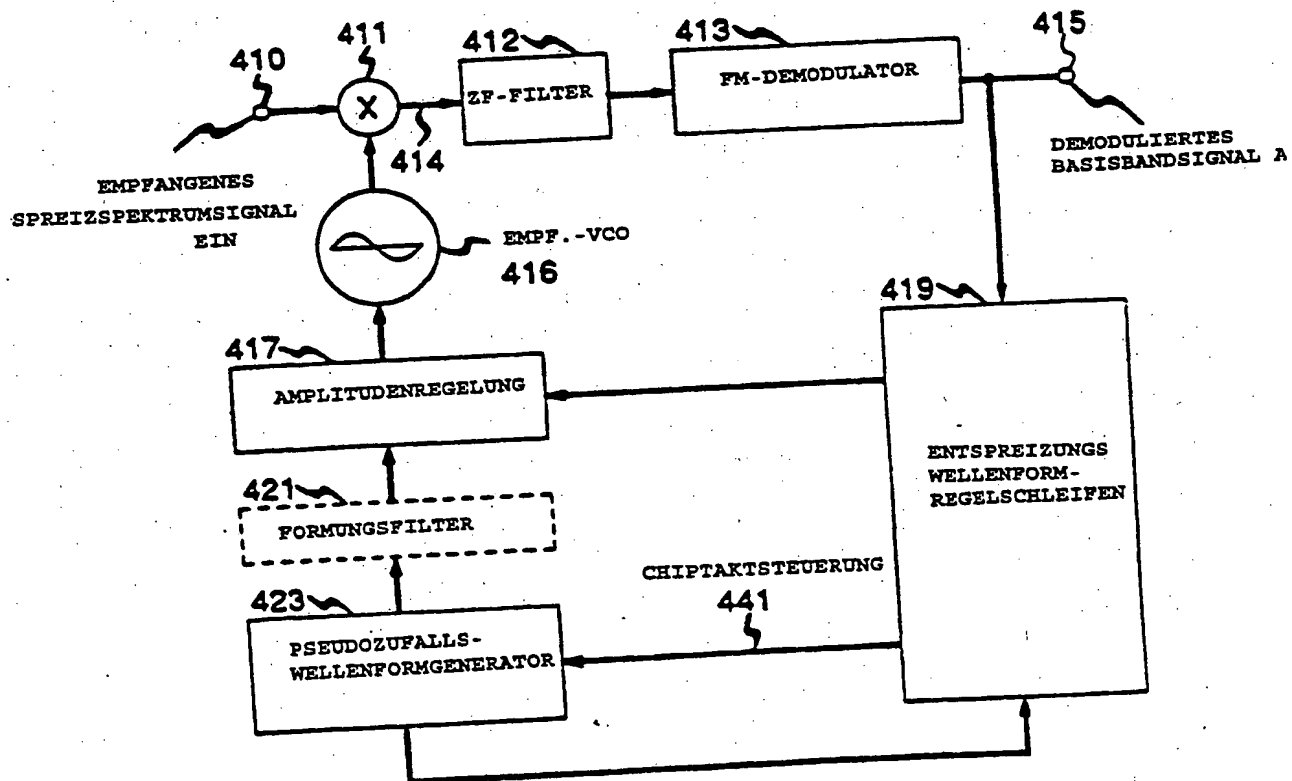 410
411
412
413
415
ZF-FILTER
FM-DEMODULATOR
414
DEMODULIERTES
BASISBANDSIGNAL A
EMPFANGENES
SPREIZSPEKTRUMSIGNAL
EIN
X
EMPF.-VCO
416
419
417
AMPLITUDENREGELUNG
ENTSPREIZUNGS
WELLENFORM-
REGELSCHLEIFEN
421
FORMUNGSFILTER
CHIPTAKTSTEUERUNG
441
423
PSEUDOZUFALLS-
WELLENFORMGENERATOR